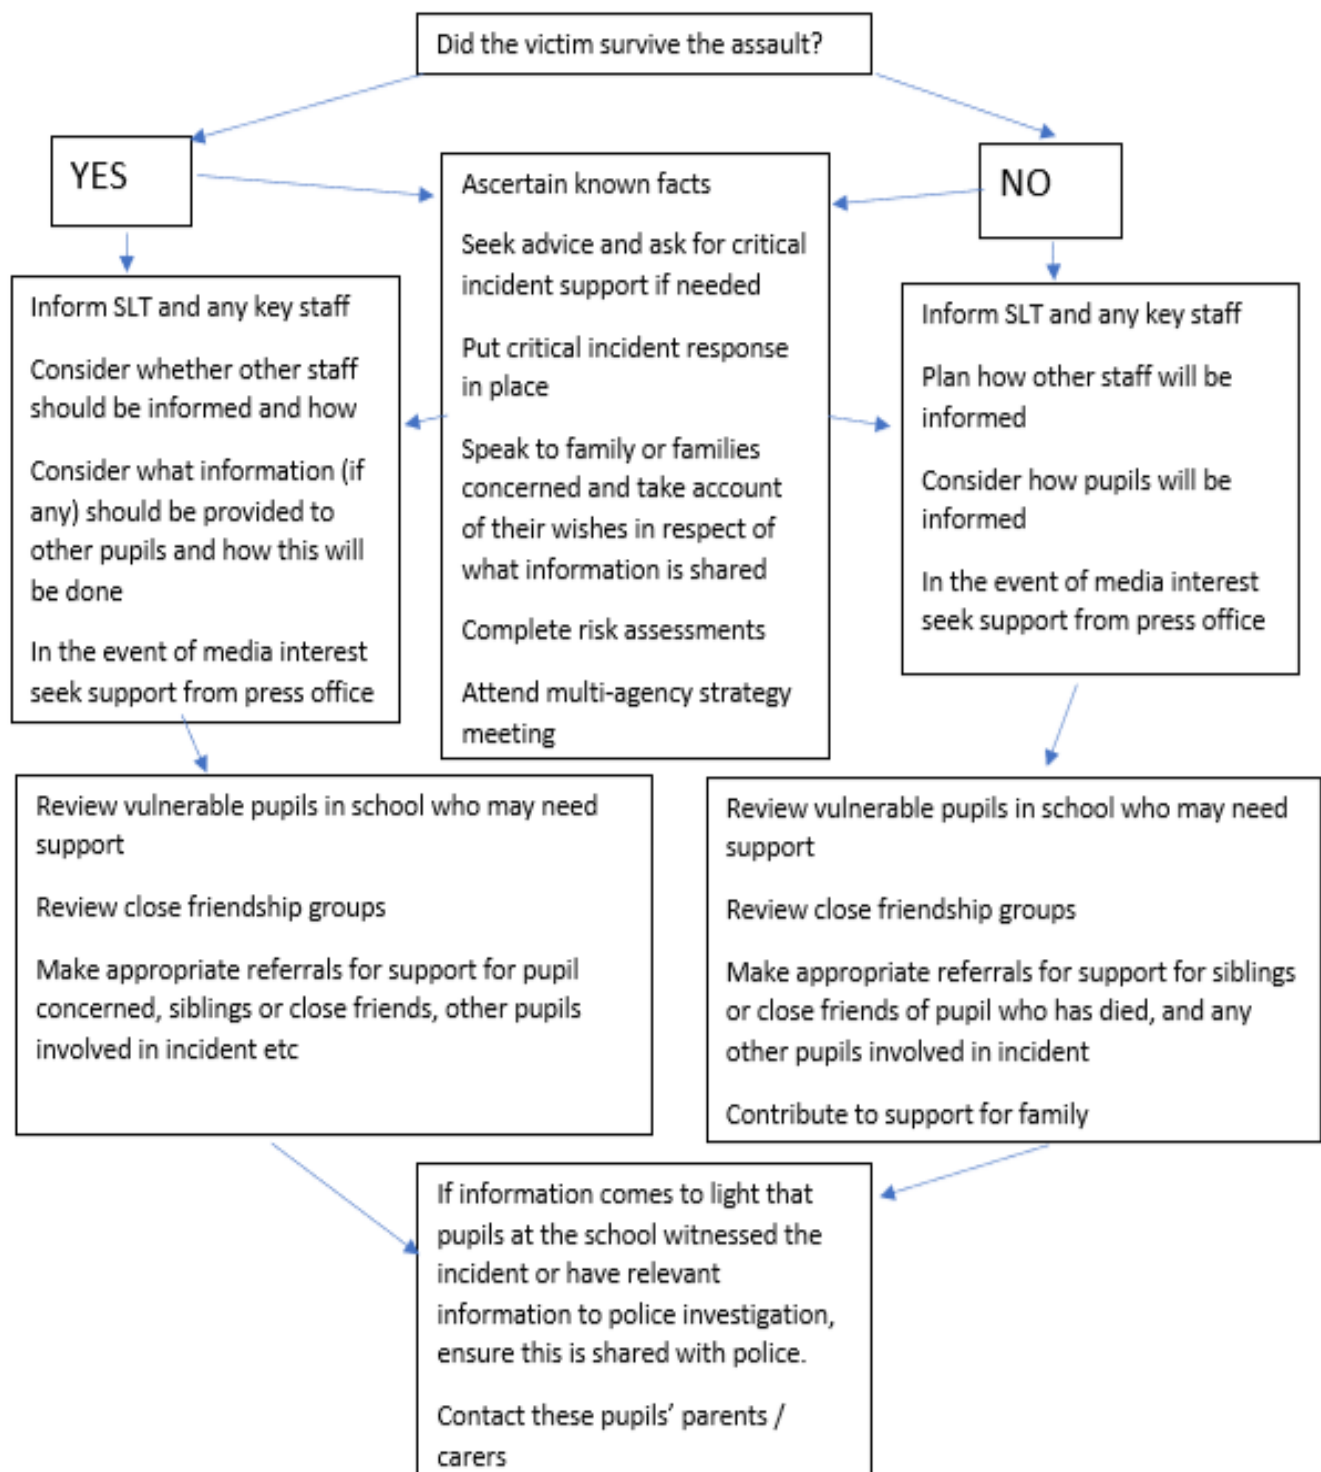 Did the victim survive the assault?
YES
NO
Ascertain known facts
Seek advice and ask for critical
incident support if needed
Put critical incident response
in place
Speak to family or families
concerned and take account
of their wishes in respect of
what information is shared
Complete risk assessments
Attend multi-agency strategy
meeting
Inform SLT and any key staff
Consider whether other staff
should be informed and how
Consider what information (if
any) should be provided to
other pupils and how this will
be done
In the event of media interest
seek support from press office
Inform SLT and any key staff
Plan how other staff will be
informed
Consider how pupils will be
informed
In the event of media interest
seek support from press office
Review vulnerable pupils in school who may need
support
Review close friendship groups
Make appropriate referrals for support for pupil
concerned, siblings or close friends, other pupils
involved in incident etc
Review vulnerable pupils in school who may need
support
Review close friendship groups
Make appropriate referrals for support for siblings
or close friends of pupil who has died, and any
other pupils involved in incident
Contribute to support for family
If information comes to light that
pupils at the school witnessed the
incident or have relevant
information to police investigation,
ensure this is shared with police.
Contact these pupils’ parents /
carers